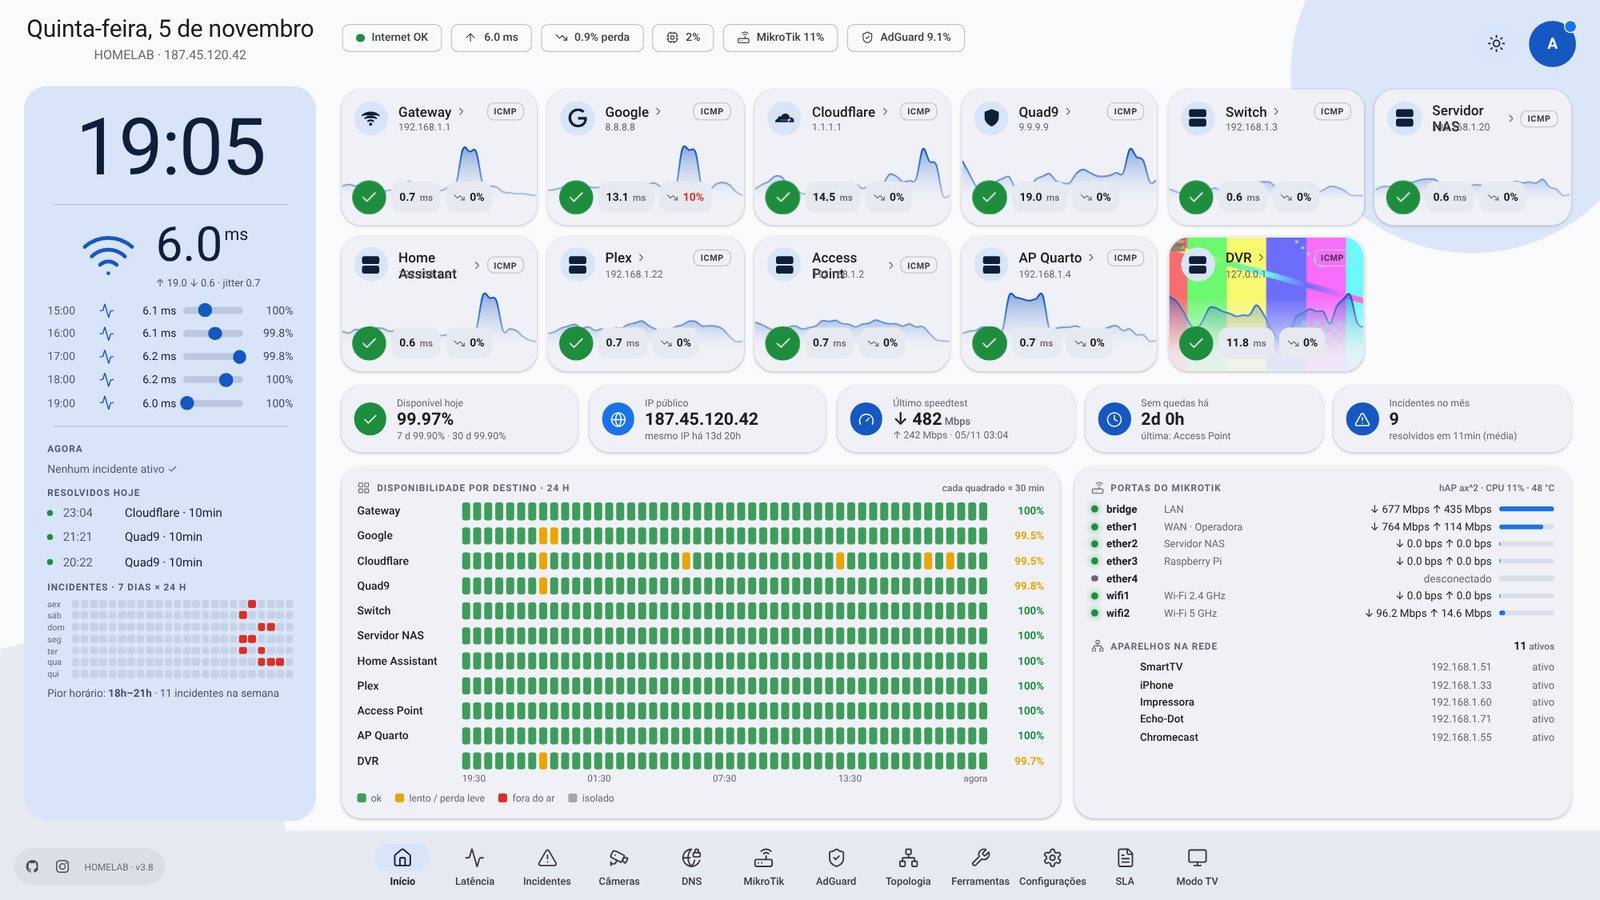 Quinta-feira, 5 de novembro
HOMELAB · 187.45.120.42
Internet OK
↑ 6.0 ms
0.9% perda
2%
MikroTik 11%
AdGuard 9.1%
A
19:05
6.0 ms
↑ 19.0 ↓ 0.6 · jitter 0.7
15:00 6.1 ms 100%
16:00 6.1 ms 99.8%
17:00 6.2 ms 99.8%
18:00 6.2 ms 100%
19:00 6.0 ms 100%
AGORA
Nenhum incidente ativo ✓
RESOLVIDOS HOJE
23:04 Cloudflare · 10min
21:21 Quad9 · 10min
20:22 Quad9 · 10min
INCIDENTES · 7 DIAS × 24 H
sex
sáb
dom
seg
ter
qua
qui
Pior horário: 18h–21h · 11 incidentes na semana
Gateway > ICMP
192.168.1.1
0.7 ms 0%
Google > ICMP
8.8.8.8
13.1 ms 10%
Cloudflare > ICMP
1.1.1.1
14.5 ms 0%
Quad9 > ICMP
9.9.9.9
19.0 ms 0%
Switch > ICMP
192.168.1.3
0.6 ms 0%
Servidor NAS > ICMP
0.6 ms 0%
Home Assistant > ICMP
0.6 ms 0%
Plex > ICMP
192.168.1.22
0.7 ms 0%
Access Point > ICMP
0.7 ms 0%
AP Quarto > ICMP
192.168.1.4
0.7 ms 0%
DVR > ICMP
127.0.0.1
11.8 ms 0%
Disponível hoje
99.97%
7 d 99.90% · 30 d 99.90%
IP público
187.45.120.42
mesmo IP há 13d 20h
Último speedtest
↓ 482 Mbps
↑ 242 Mbps · 05/11 03:04
Sem quedas há
2d 0h
última: Access Point
Incidentes no mês
9
resolvidos em 11min (média)
DISPONIBILIDADE POR DESTINO · 24 H cada quadrado = 30 min
Gateway 100%
Google 99.5%
Cloudflare 99.5%
Quad9 99.8%
Switch 100%
Servidor NAS 100%
Home Assistant 100%
Plex 100%
Access Point 100%
AP Quarto 100%
DVR 99.7%
19:30 01:30 07:30 13:30 agora
ok lento / perda leve fora do ar isolado
PORTAS DO MIKROTIK hAP ax^2 · CPU 11% · 48 °C
bridge LAN ↓ 677 Mbps ↑ 435 Mbps
ether1 WAN · Operadora ↓ 764 Mbps ↑ 114 Mbps
ether2 Servidor NAS ↓ 0.0 bps ↑ 0.0 bps
ether3 Raspberry Pi ↓ 0.0 bps ↑ 0.0 bps
ether4 desconectado
wifi1 Wi-Fi 2.4 GHz ↓ 0.0 bps ↑ 0.0 bps
wifi2 Wi-Fi 5 GHz ↓ 96.2 Mbps ↑ 14.6 Mbps
APARELHOS NA REDE 11 ativos
SmartTV 192.168.1.51 ativo
iPhone 192.168.1.33 ativo
Impressora 192.168.1.60 ativo
Echo-Dot 192.168.1.71 ativo
Chromecast 192.168.1.55 ativo
HOMELAB · v3.8
Início
Latência
Incidentes
Câmeras
DNS
MikroTik
AdGuard
Topologia
Ferramentas
Configurações
SLA
Modo TV